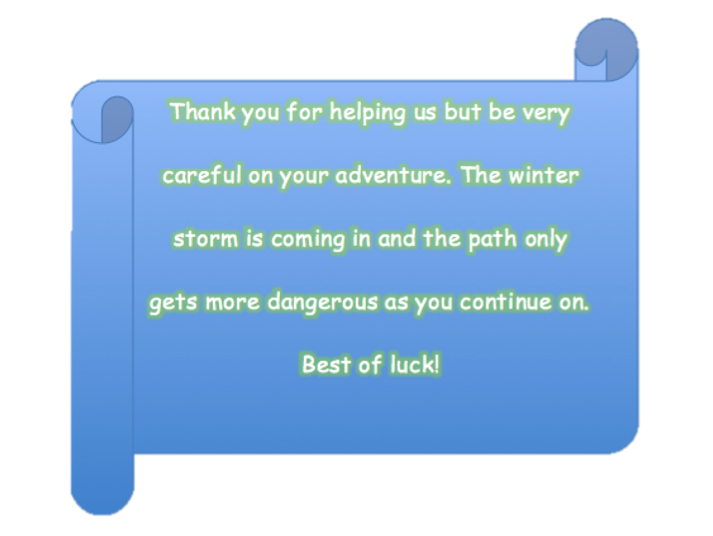 Thank you for helping us but be very
careful on your adventure. The winter
storm is coming in and the path only
gets more dangerous as you continue on.
Best of luck!